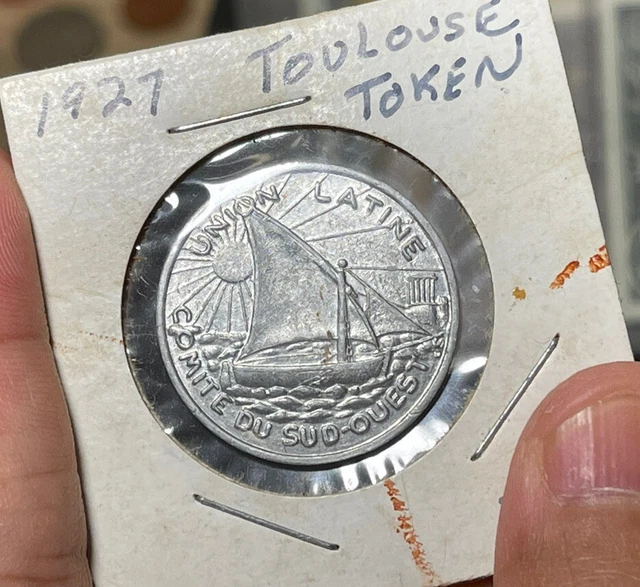 1927 TOULOUSE
TOKEN
UNION LATINE
COMITE DU SUD-OUEST